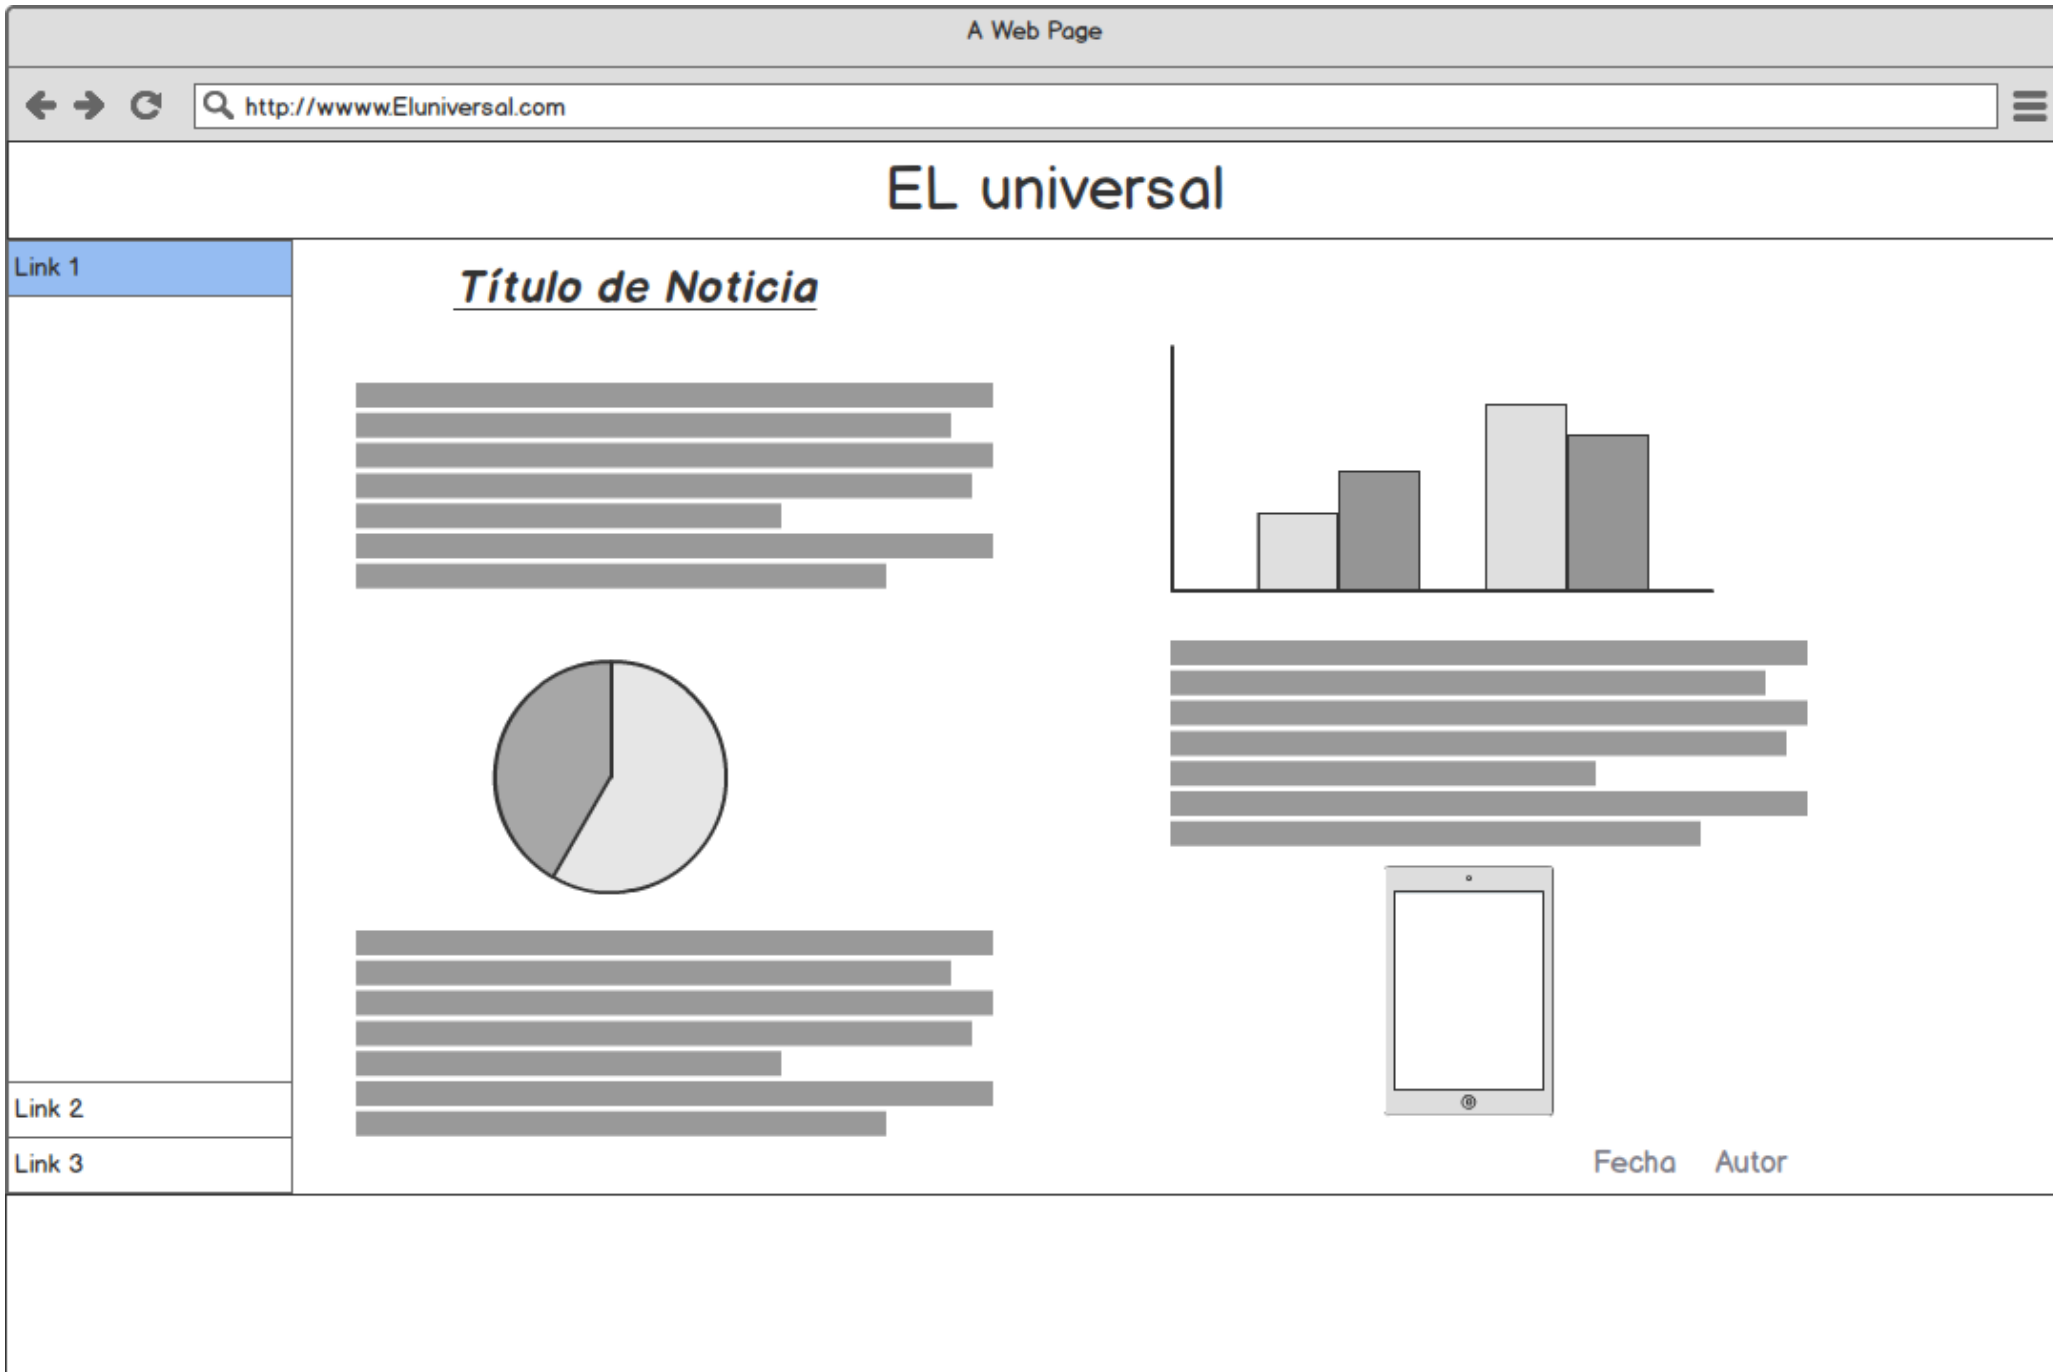 A Web Page
http://wwww.Eluniversal.com
EL universal
Link 1
Título de Noticia
Link 2
Link 3
Fecha Autor